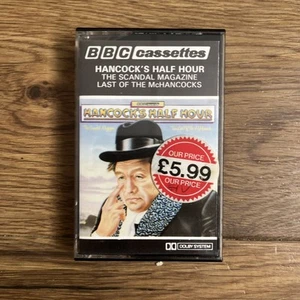 BBC cassettes
HANCOCK'S HALF HOUR
THE SCANDAL MAGAZINE
LAST OF THE McHANCOCKS
HANCOCK'S HALF HOUR
OUR PRICE
£5.99
OUR PRICE
DOLBY SYSTEM